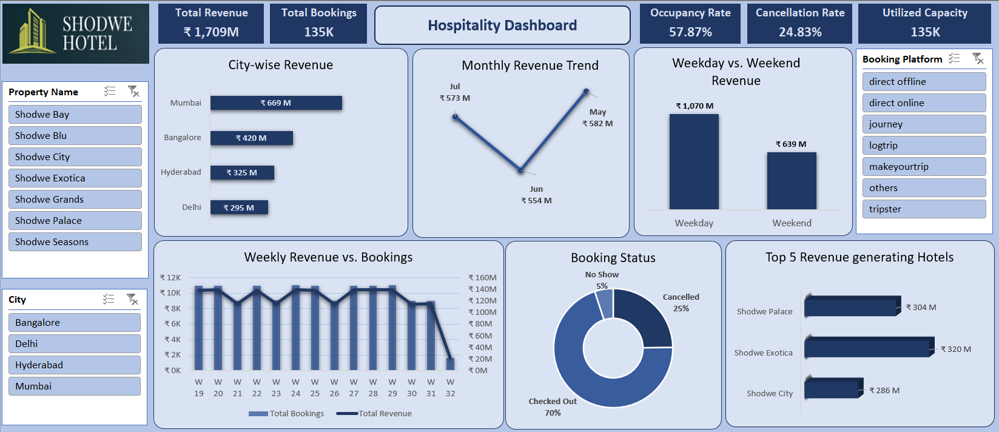 SHODWE
HOTEL
Total Revenue
₹ 1,709M
Total Bookings
135K
Hospitality Dashboard
Occupancy Rate
57.87%
Cancellation Rate
24.83%
Utilized Capacity
135K
Property Name
Shodwe Bay
Shodwe Blu
Shodwe City
Shodwe Exotica
Shodwe Grands
Shodwe Palace
Shodwe Seasons
City
Bangalore
Delhi
Hyderabad
Mumbai
City-wise Revenue
Mumbai
₹ 669 M
Bangalore
₹ 420 M
Hyderabad
₹ 325 M
Delhi
₹ 295 M
Monthly Revenue Trend
Jul
₹ 573 M
May
₹ 582 M
Jun
₹ 554 M
Weekday vs. Weekend
Revenue
₹ 1,070 M
₹ 639 M
Weekday
Weekend
Booking Platform
direct offline
direct online
journey
logtrip
makeyourtrip
others
tripster
Weekly Revenue vs. Bookings
₹ 12K
₹ 10K
₹ 8K
₹ 6K
₹ 4K
₹ 2K
₹ 0K
₹ 160M
₹ 140M
₹ 120M
₹ 100M
₹ 80M
₹ 60M
₹ 40M
₹ 20M
₹ 0M
W W W W W W W W W W W W W W
19 20 21 22 23 24 25 26 27 28 29 30 31 32
Total Bookings
Total Revenue
Booking Status
No Show
5%
Cancelled
25%
Checked Out
70%
Top 5 Revenue generating Hotels
Shodwe Palace
₹ 304 M
Shodwe Exotica
₹ 320 M
Shodwe City
₹ 286 M